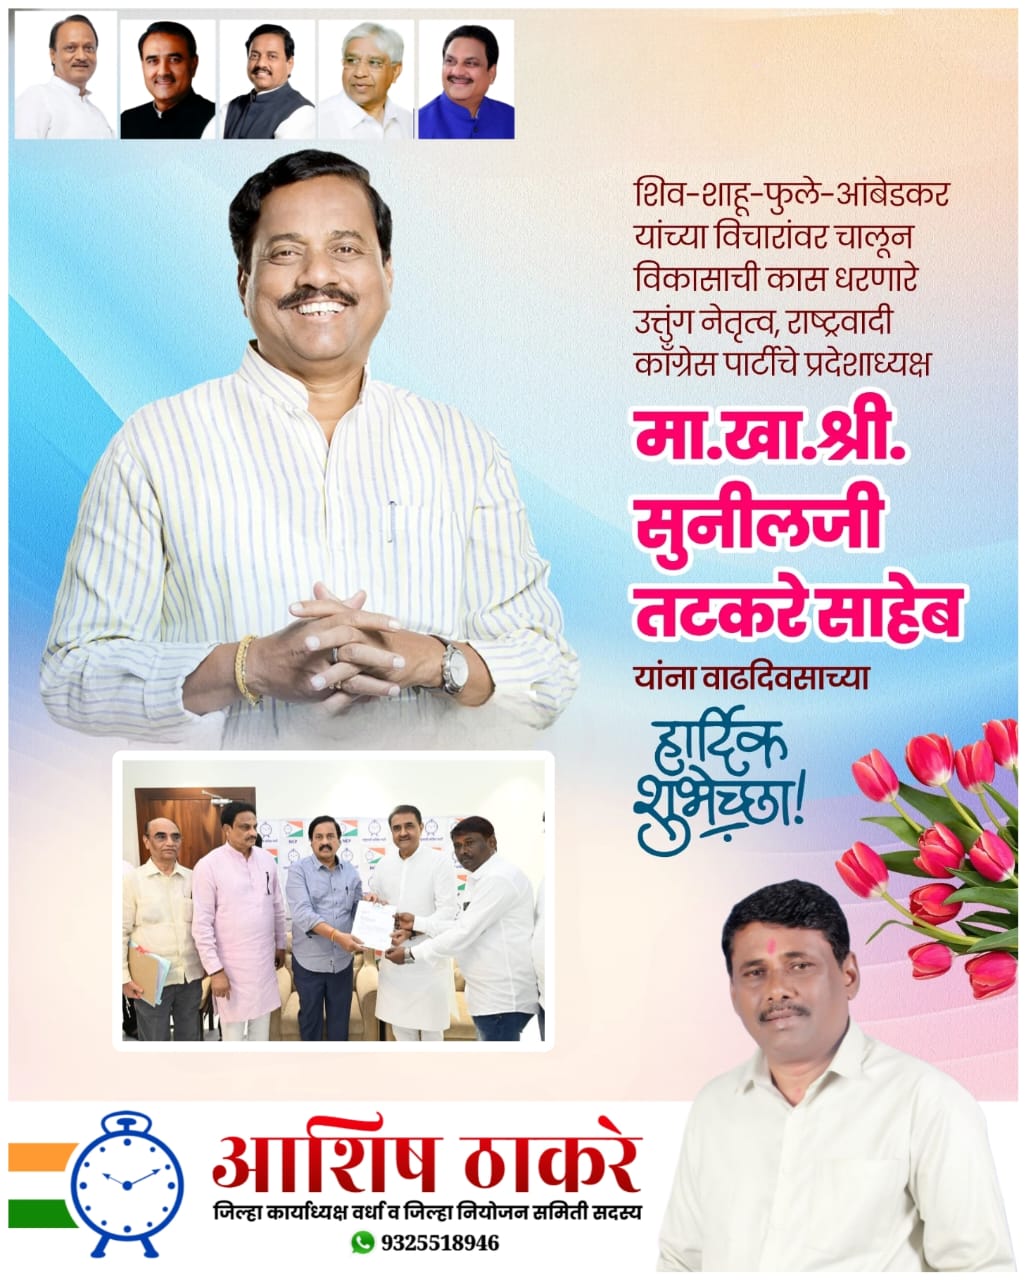 शिव-शाहू-फुले-आंबेडकर
यांच्या विचारांवर चालून
विकासाची कास धरणारे
उत्तुंग नेतृत्व, राष्ट्रवादी
काँग्रेस पार्टीचे प्रदेशाध्यक्ष
मा.खा.श्री.
सुनीलजी
तटकरे साहेब
यांना वाढदिवसाच्या
हार्दिक
शुभेच्छा!
NCP
आशिष ठाकरे
जिल्हा कार्याध्यक्ष वर्धा व जिल्हा नियोजन समिती सदस्य
9325518946